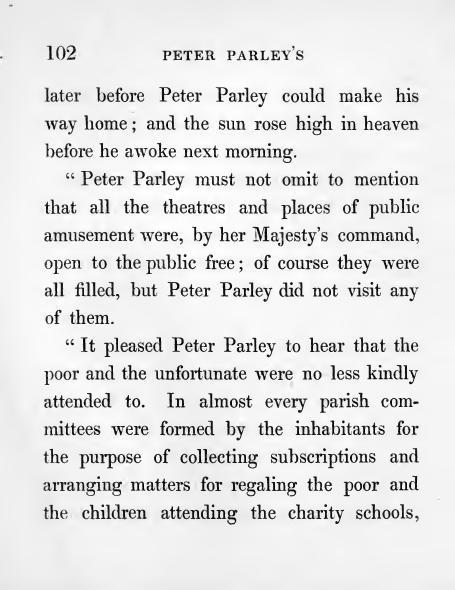 102 PETER PARLEY'S
later before Peter Parley could make his
way home; and the sun rose high in heaven
before he awoke next morning.
“ Peter Parley must not omit to mention
that all the theatres and places of public
amusement were, by her Majesty's command,
open to the public free; of course they were
all filled, but Peter Parley did not visit any
of them.
“ It pleased Peter Parley to hear that the
poor and the unfortunate were no less kindly
attended to. In almost every parish com-
mittees were formed by the inhabitants for
the purpose of collecting subscriptions and
arranging matters for regaling the poor and
the children attending the charity schools,